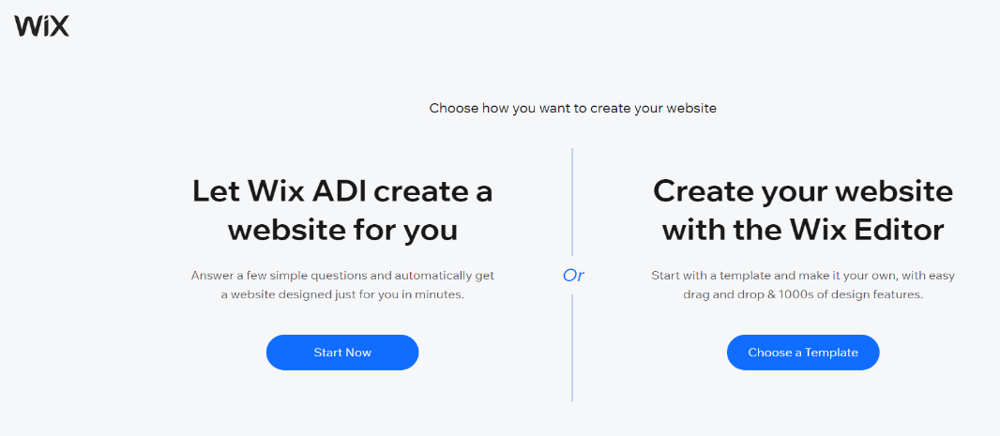 WiX
Choose how you want to create your website
Let Wix ADI create a
website for you
Answer a few simple questions and automatically get
a website designed just for you in minutes.
Start Now
Or
Create your website
with the Wix Editor
Start with a template and make it your own, with easy
drag and drop & 1000s of design features.
Choose a Template